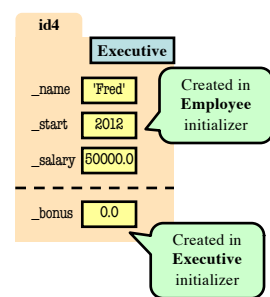 id4
Executive
_name 'Fred'
_start 2012
_salary 50000.0
Created in
Employee
initializer
_bonus 0.0
Created in
Executive
initializer